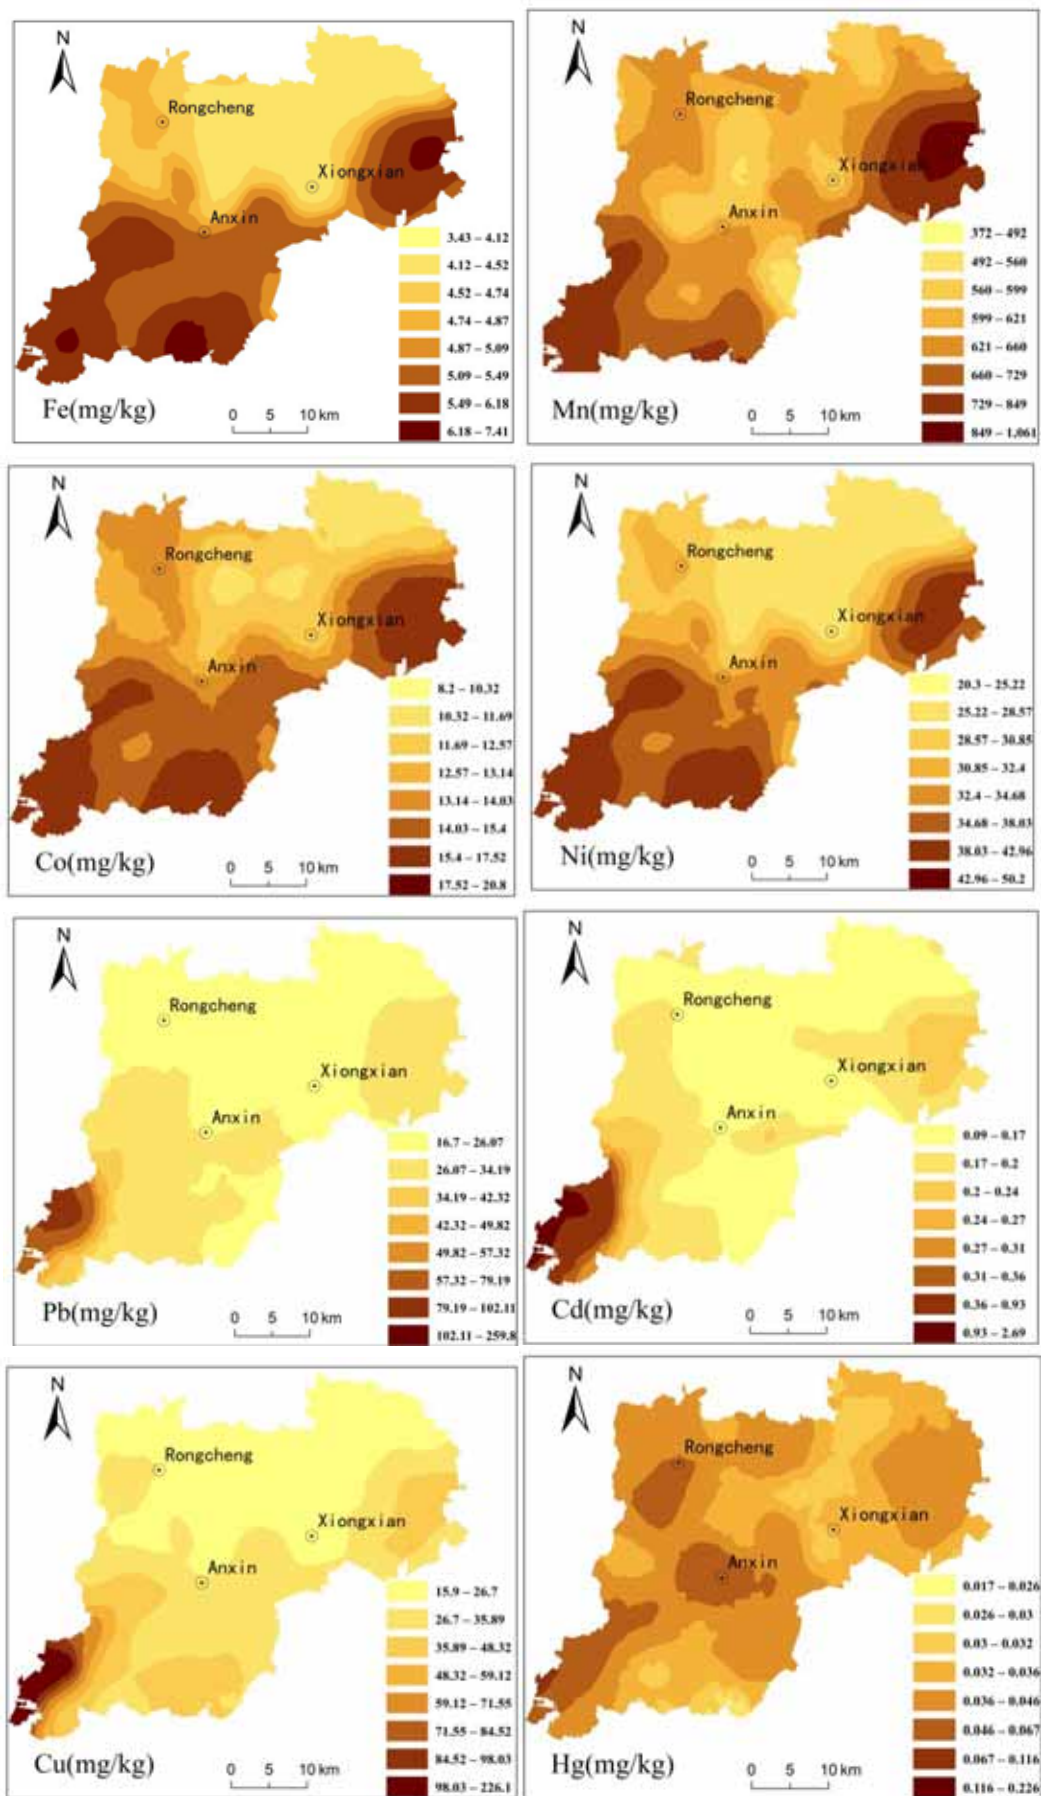 N
Rongcheng
Xiongxian
Anxin
3.43 – 4.12
4.12 – 4.52
4.52 – 4.74
4.74 – 4.87
4.87 – 5.09
5.09 – 5.49
5.49 – 6.18
6.18 – 7.41
Fe(mg/kg)
0 5 10 km
N
Rongcheng
Xiongxian
Anxin
372 – 492
492 – 560
560 – 599
599 – 621
621 – 660
660 – 729
729 – 849
849 – 1,061
Mn(mg/kg)
0 5 10 km
N
Rongcheng
Xiongxian
Anxin
8.2 – 10.32
10.32 – 11.69
11.69 – 12.57
12.57 – 13.14
13.14 – 14.03
14.03 – 15.4
15.4 – 17.52
17.52 – 20.8
Co(mg/kg)
0 5 10 km
N
Rongcheng
Xiongxian
Anxin
20.3 – 25.22
25.22 – 28.57
28.57 – 30.85
30.85 – 32.4
32.4 – 34.68
34.68 – 38.03
38.03 – 42.96
42.96 – 50.2
Ni(mg/kg)
0 5 10 km
N
Rongcheng
Xiongxian
Anxin
16.7 – 26.07
26.07 – 34.19
34.19 – 42.32
42.32 – 49.82
49.82 – 57.32
57.32 – 79.19
79.19 – 102.11
102.11 – 259.8
Pb(mg/kg)
0 5 10 km
N
Rongcheng
Xiongxian
Anxin
0.09 – 0.17
0.17 – 0.2
0.2 – 0.24
0.24 – 0.27
0.27 – 0.31
0.31 – 0.36
0.36 – 0.93
0.93 – 2.69
Cd(mg/kg)
0 5 10 km
N
Rongcheng
Xiongxian
Anxin
15.9 – 26.7
26.7 – 35.89
35.89 – 48.32
48.32 – 59.12
59.12 – 71.55
71.55 – 84.52
84.52 – 98.03
98.03 – 226.1
Cu(mg/kg)
0 5 10 km
N
Rongcheng
Xiongxian
Anxin
0.017 – 0.026
0.026 – 0.03
0.03 – 0.032
0.032 – 0.036
0.036 – 0.046
0.046 – 0.067
0.067 – 0.116
0.116 – 0.226
Hg(mg/kg)
0 5 10 km